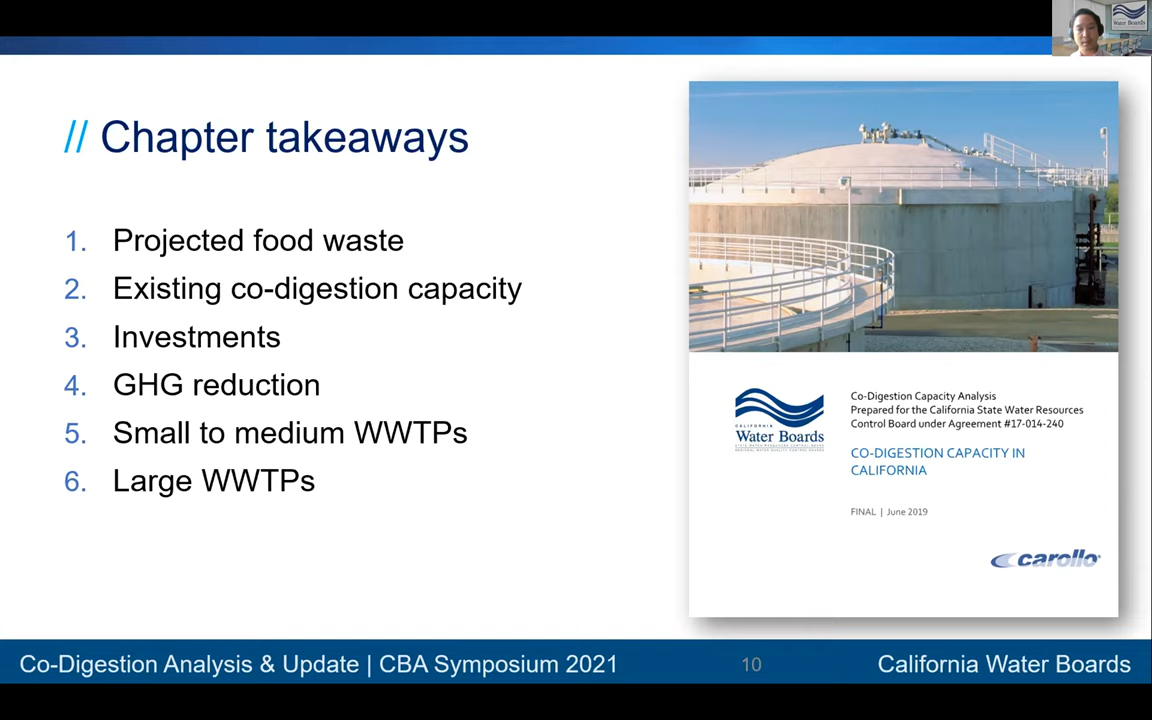 Water Boards
// Chapter takeaways
1. Projected food waste
2. Existing co-digestion capacity
3. Investments
4. GHG reduction
5. Small to medium WWTPs
6. Large WWTPs
CALIFORNIA
Water Boards
Co-Digestion Capacity Analysis
Prepared for the California State Water Resources
Control Board under Agreement #17-014-240
CO-DIGESTION CAPACITY IN
CALIFORNIA
FINAL | June 2019
carollo
Co-Digestion Analysis & Update | CBA Symposium 2021
10
California Water Boards